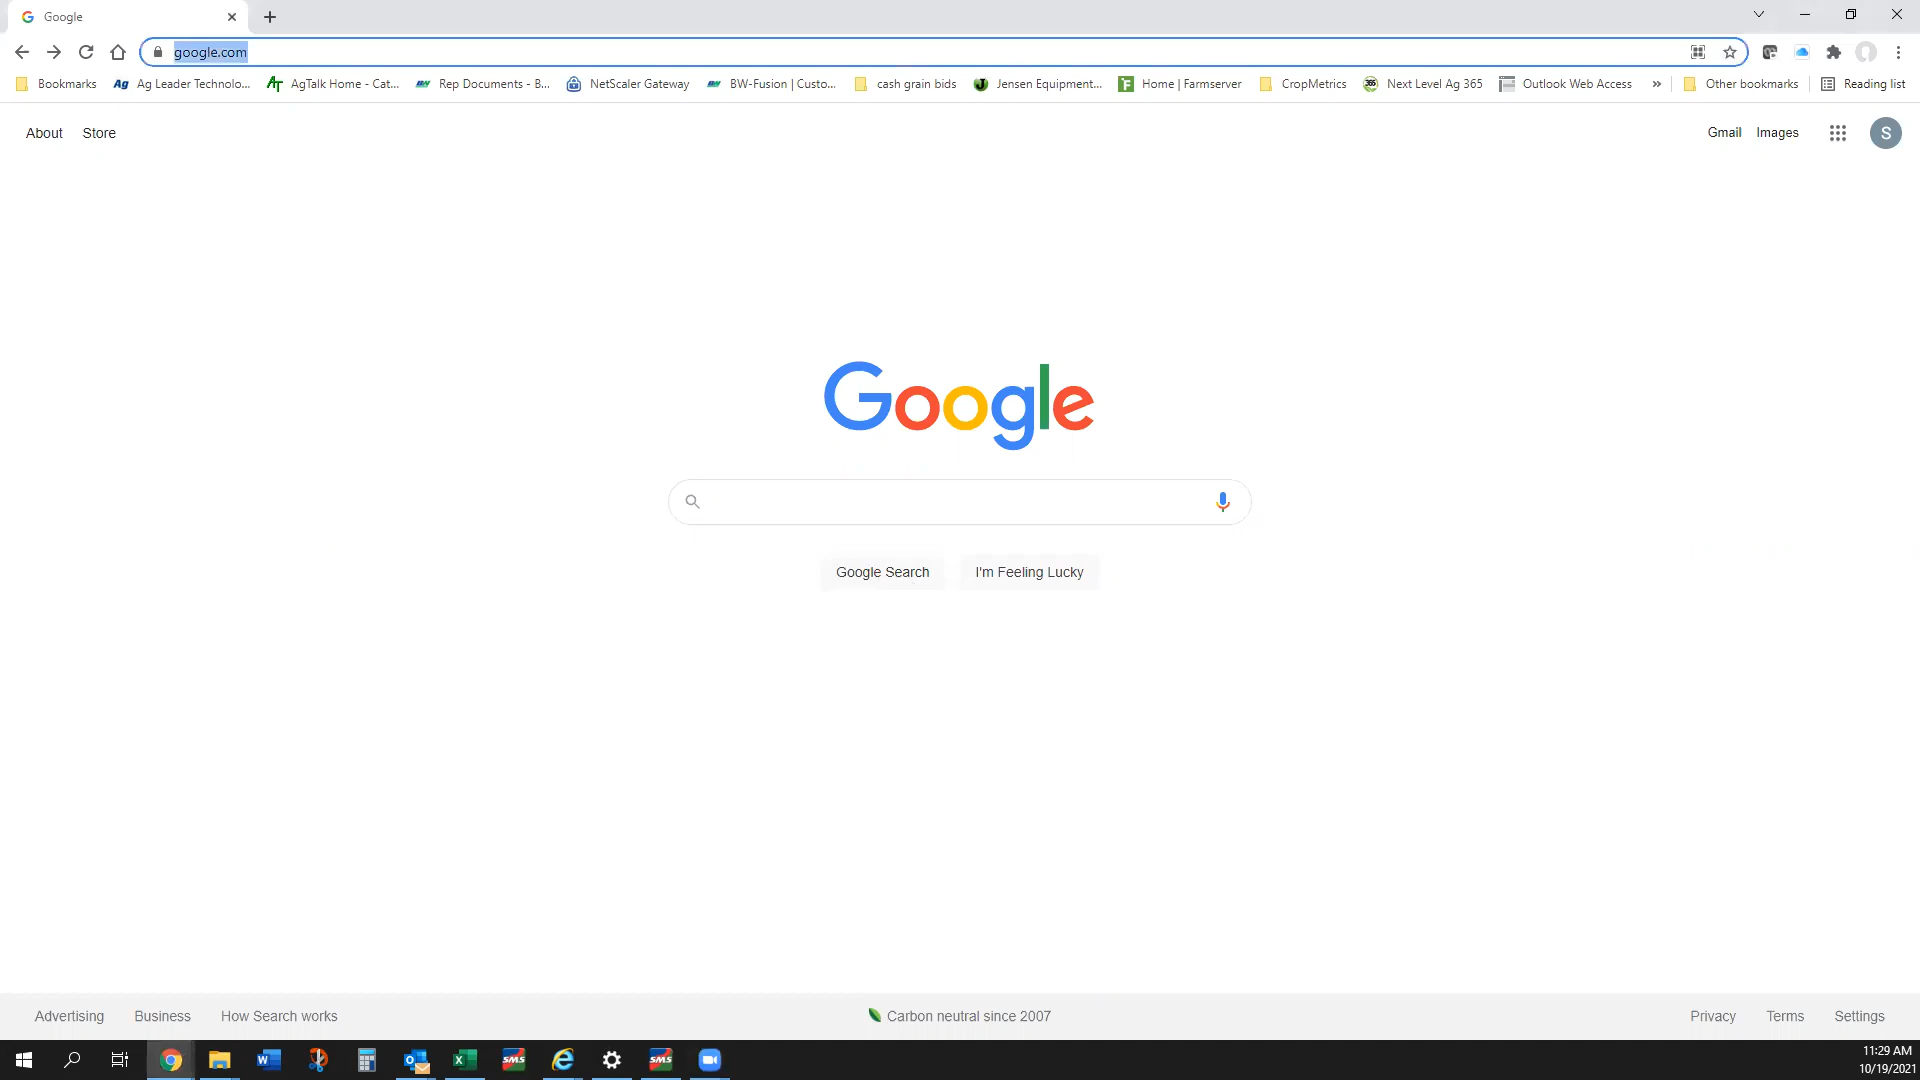 Google
google.com
Bookmarks
Ag Leader Technolo...
AgTalk Home - Cat...
Rep Documents - B...
NetScaler Gateway
BW-Fusion | Custo...
cash grain bids
Jensen Equipment...
Home | Farmserver
CropMetrics
Next Level Ag 365
Outlook Web Access
»
Other bookmarks
Reading list
About
Store
Gmail
Images
S
Google
Google Search
I'm Feeling Lucky
Advertising
Business
How Search works
Carbon neutral since 2007
Privacy
Terms
Settings
SMS
SMS
11:29 AM
10/19/2021